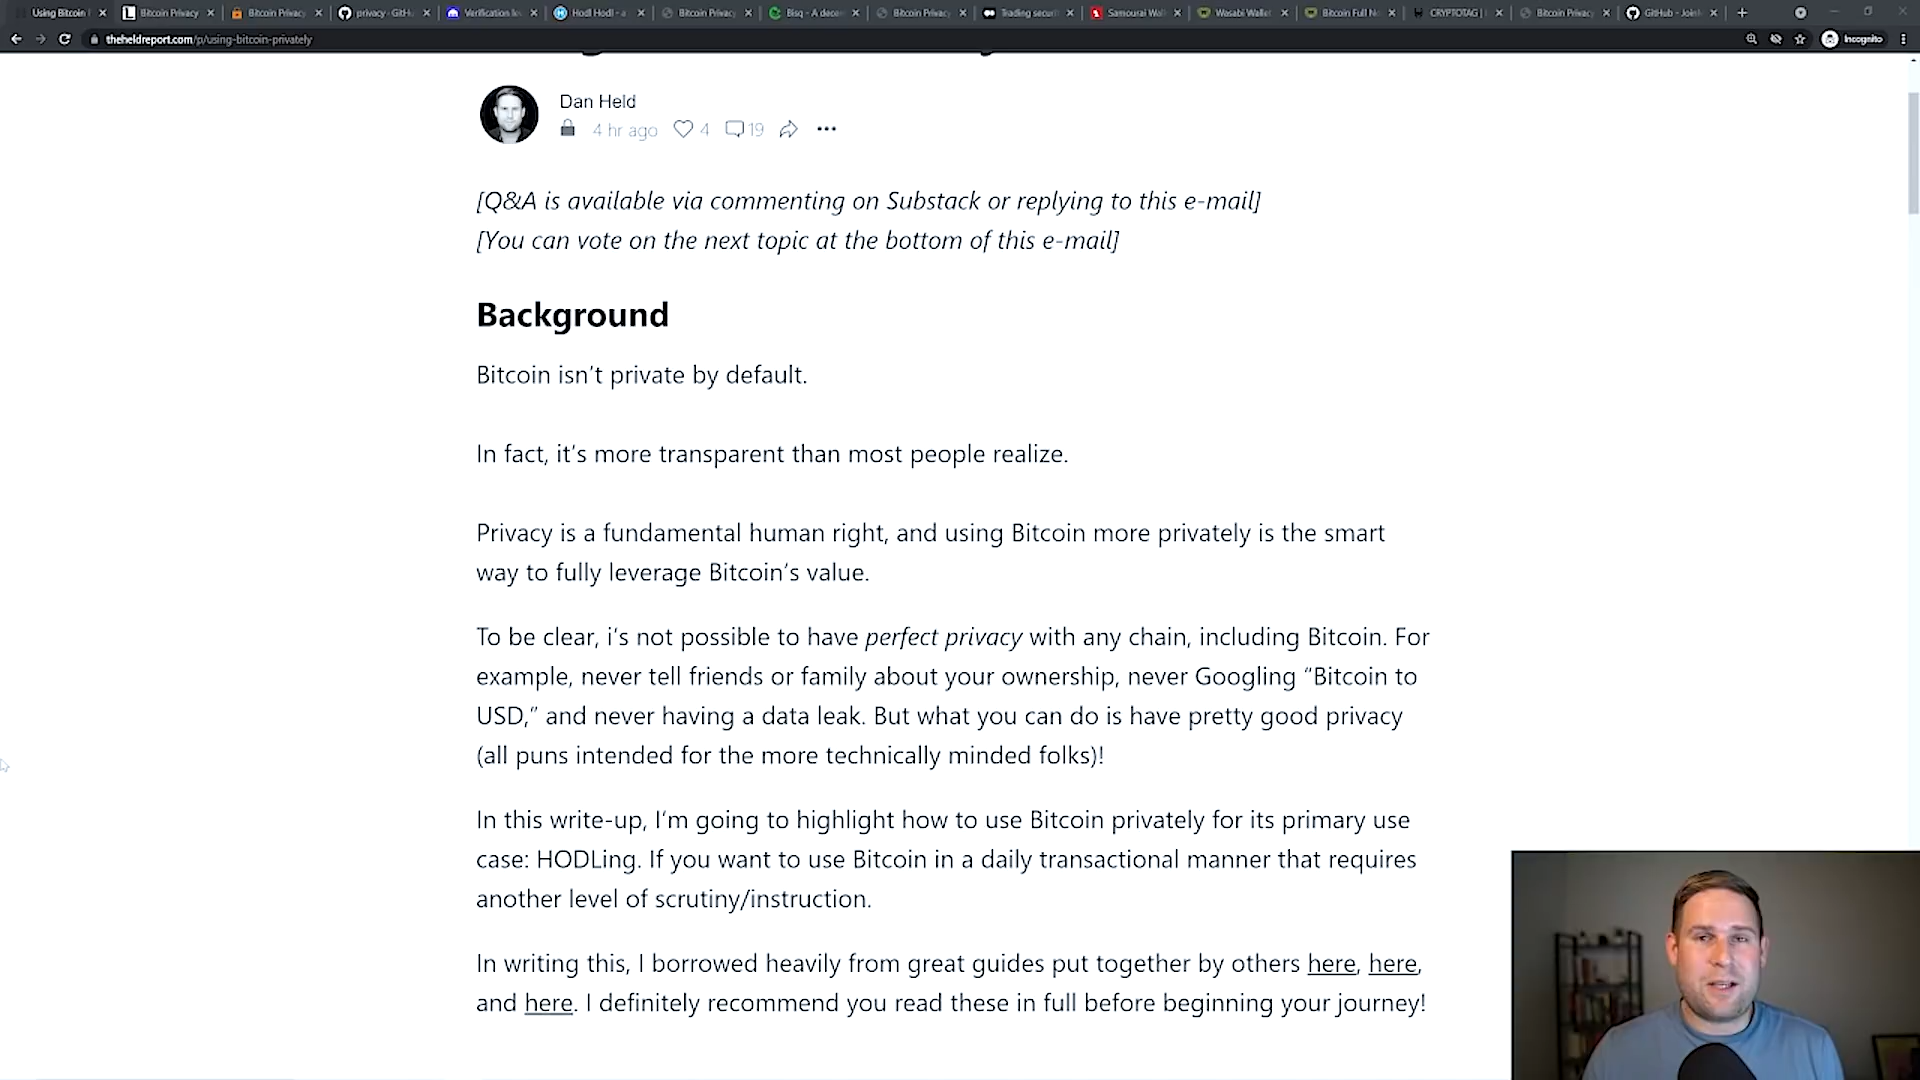 Using Bitcoin
Bitcoin Privacy
Bitcoin Privacy
privacy · GitHu
Verification
Hodl Hodl - a
Bitcoin Privacy
Bisq - A decen
Bitcoin Privacy
Trading securi
Samourai Wal
Wasabi Wallet
Bitcoin Full No
CRYPTOTAG |
Bitcoin Privacy
GitHub - Join
theheldreport.com/p/using-bitcoin-privately
Incognito
Dan Held
4 hr ago 4 19
[Q&A is available via commenting on Substack or replying to this e-mail]
[You can vote on the next topic at the bottom of this e-mail]
Background
Bitcoin isn’t private by default.
In fact, it’s more transparent than most people realize.
Privacy is a fundamental human right, and using Bitcoin more privately is the smart
way to fully leverage Bitcoin’s value.
To be clear, i’s not possible to have perfect privacy with any chain, including Bitcoin. For
example, never tell friends or family about your ownership, never Googling “Bitcoin to
USD,” and never having a data leak. But what you can do is have pretty good privacy
(all puns intended for the more technically minded folks)!
In this write-up, I’m going to highlight how to use Bitcoin privately for its primary use
case: HODLing. If you want to use Bitcoin in a daily transactional manner that requires
another level of scrutiny/instruction.
In writing this, I borrowed heavily from great guides put together by others here, here,
and here. I definitely recommend you read these in full before beginning your journey!